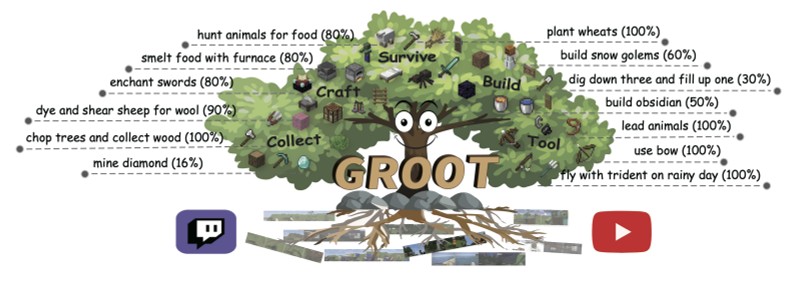 hunt animals for food (80%)
smelt food with furnace (80%)
enchant swords (80%)
dye and shear sheep for wool (90%)
chop trees and collect wood (100%)
mine diamond (16%)
Survive
Craft
Build
Collect
Tool
GROOT
plant wheats (100%)
build snow golems (60%)
dig down three and fill up one (30%)
build obsidian (50%)
lead animals (100%)
use bow (100%)
fly with trident on rainy day (100%)